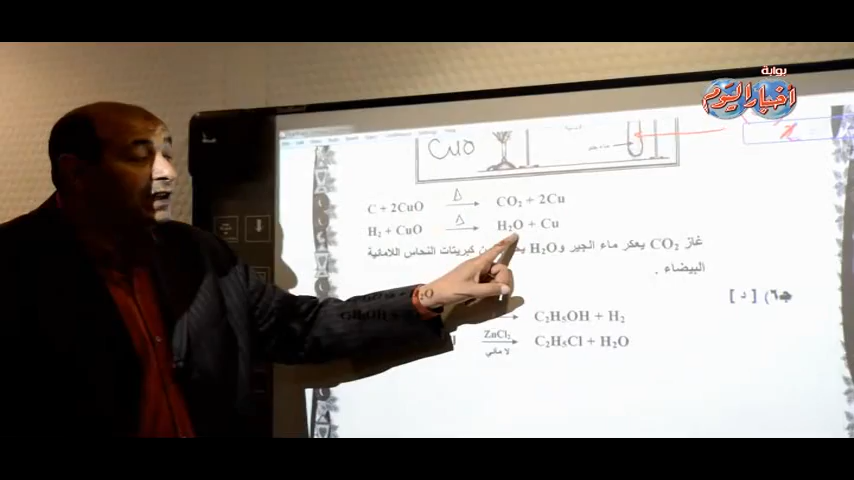 بوابة
أخبار اليوم
CuO
C + 2CuO Δ CO₂ + 2Cu
H₂ + CuO Δ H₂O + Cu
غاز CO₂ يعكر ماء الجير و H₂O كبريتات النحاس اللامائية
البيضاء .
[ د ]
C₂H₅OH + H₂
ZnCl₂ C₂H₅Cl + H₂O
لا مائي